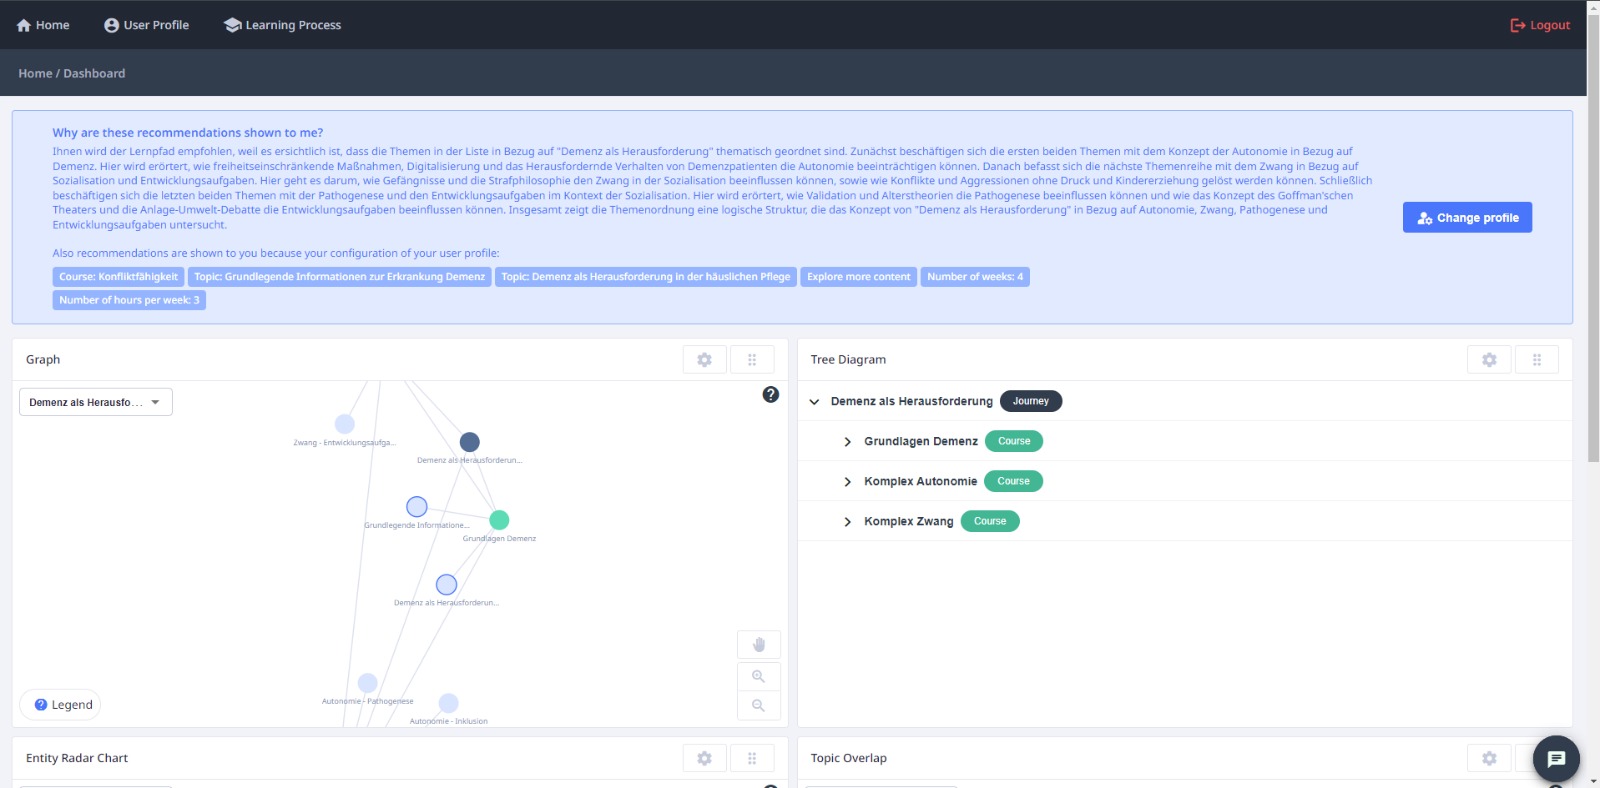 Home
User Profile
Learning Process
Logout
Home / Dashboard
Why are these recommendations shown to me?
Ihnen wird der Lernpfad empfohlen, weil es ersichtlich ist, dass die Themen in der Liste in Bezug auf "Demenz als Herausforderung" thematisch geordnet sind. Zunächst beschäftigen sich die ersten beiden Themen mit dem Konzept der Autonomie in Bezug auf
Demenz. Hier wird erörtert, wie freiheitseinschränkende Maßnahmen, Digitalisierung und das Herausfordernde Verhalten von Demenzpatienten die Autonomie beeinträchtigen können. Danach befasst sich die nächste Themenreihe mit dem Zwang in Bezug auf
Sozialisation und Entwicklungsaufgaben. Hier geht es darum, wie Gefängnisse und die Strafphilosophie den Zwang in der Sozialisation beeinflussen können, sowie wie Konflikte und Aggressionen ohne Druck und Kindererziehung gelöst werden können. Schließlich
beschäftigen sich die letzten beiden Themen mit der Pathogenese und den Entwicklungsaufgaben im Kontext der Sozialisation. Hier wird erörtert, wie Validation und Alterstheorien die Pathogenese beeinflussen können und wie das Konzept des Goffman'schen
Theaters und die Anlage-Umwelt-Debatte die Entwicklungsaufgaben beeinflussen können. Insgesamt zeigt die Themenordnung eine logische Struktur, die das Konzept von "Demenz als Herausforderung" in Bezug auf Autonomie, Zwang, Pathogenese und
Entwicklungsaufgaben untersucht.
Change profile
Also recommendations are shown to you because your configuration of your user profile:
Course: Konfliktfähigkeit
Topic: Grundlegende Informationen zur Erkrankung Demenz
Topic: Demenz als Herausforderung in der häuslichen Pflege
Explore more content
Number of weeks: 4
Number of hours per week: 3
Graph
Demenz als Herausfo...
Zwang - Entwicklungsaufga...
Demenz als Herausforderun...
Grundlegende Informatione...
Grundlagen Demenz
Demenz als Herausforderun...
Autonomie - Pathogenese
Autonomie - Inklusion
Legend
Tree Diagram
Demenz als Herausforderung
Journey
Grundlagen Demenz
Course
Komplex Autonomie
Course
Komplex Zwang
Course
Entity Radar Chart
Topic Overlap